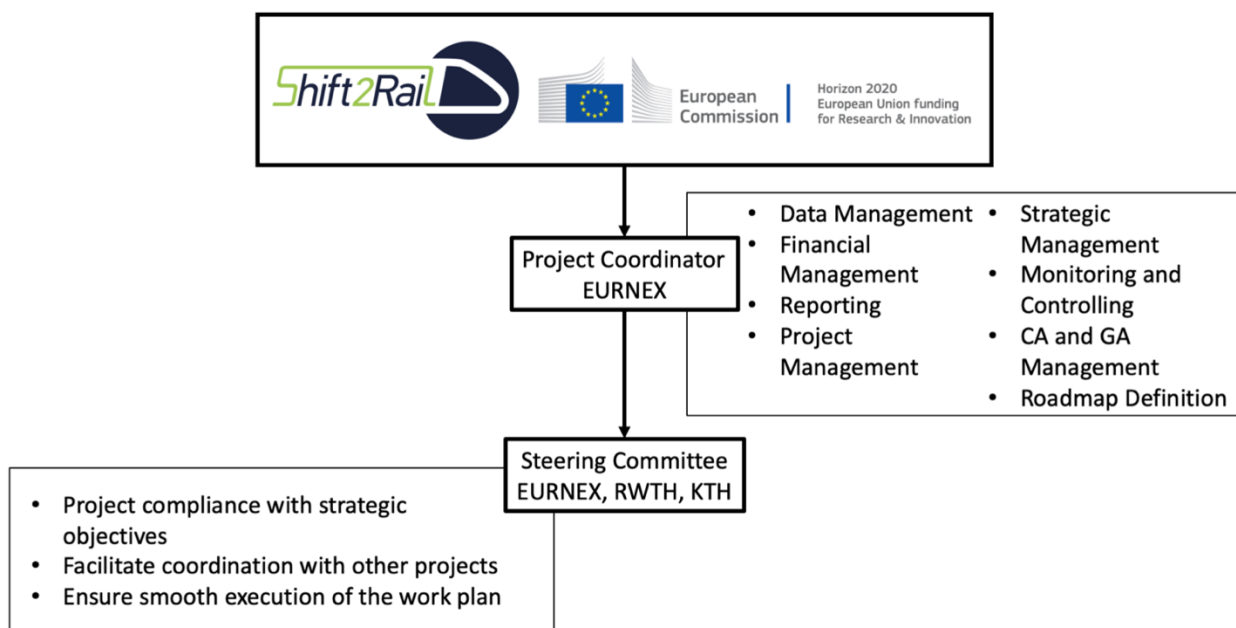 Shift2Rail
European
Commission
Horizon 2020
European Union funding
for Research & Innovation
Project Coordinator
EURNEX
• Data Management
• Financial
Management
• Reporting
• Project
Management
• Strategic
Management
• Monitoring and
Controlling
• CA and GA
Management
• Roadmap Definition
Steering Committee
EURNEX, RWTH, KTH
• Project compliance with strategic
objectives
• Facilitate coordination with other projects
• Ensure smooth execution of the work plan